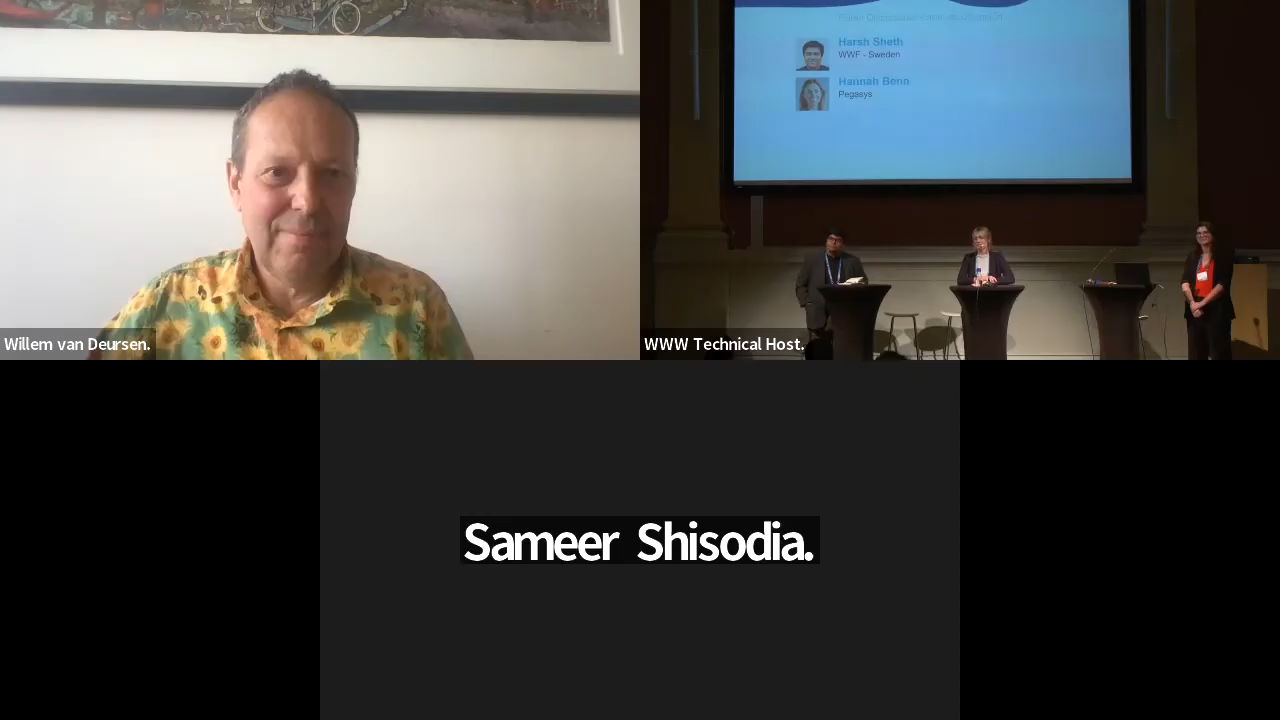 Harsh Sheth
WWF - Sweden
Hannah Benn
Pegasys
Willem van Deursen.
WWW Technical Host.
Sameer Shisodia.